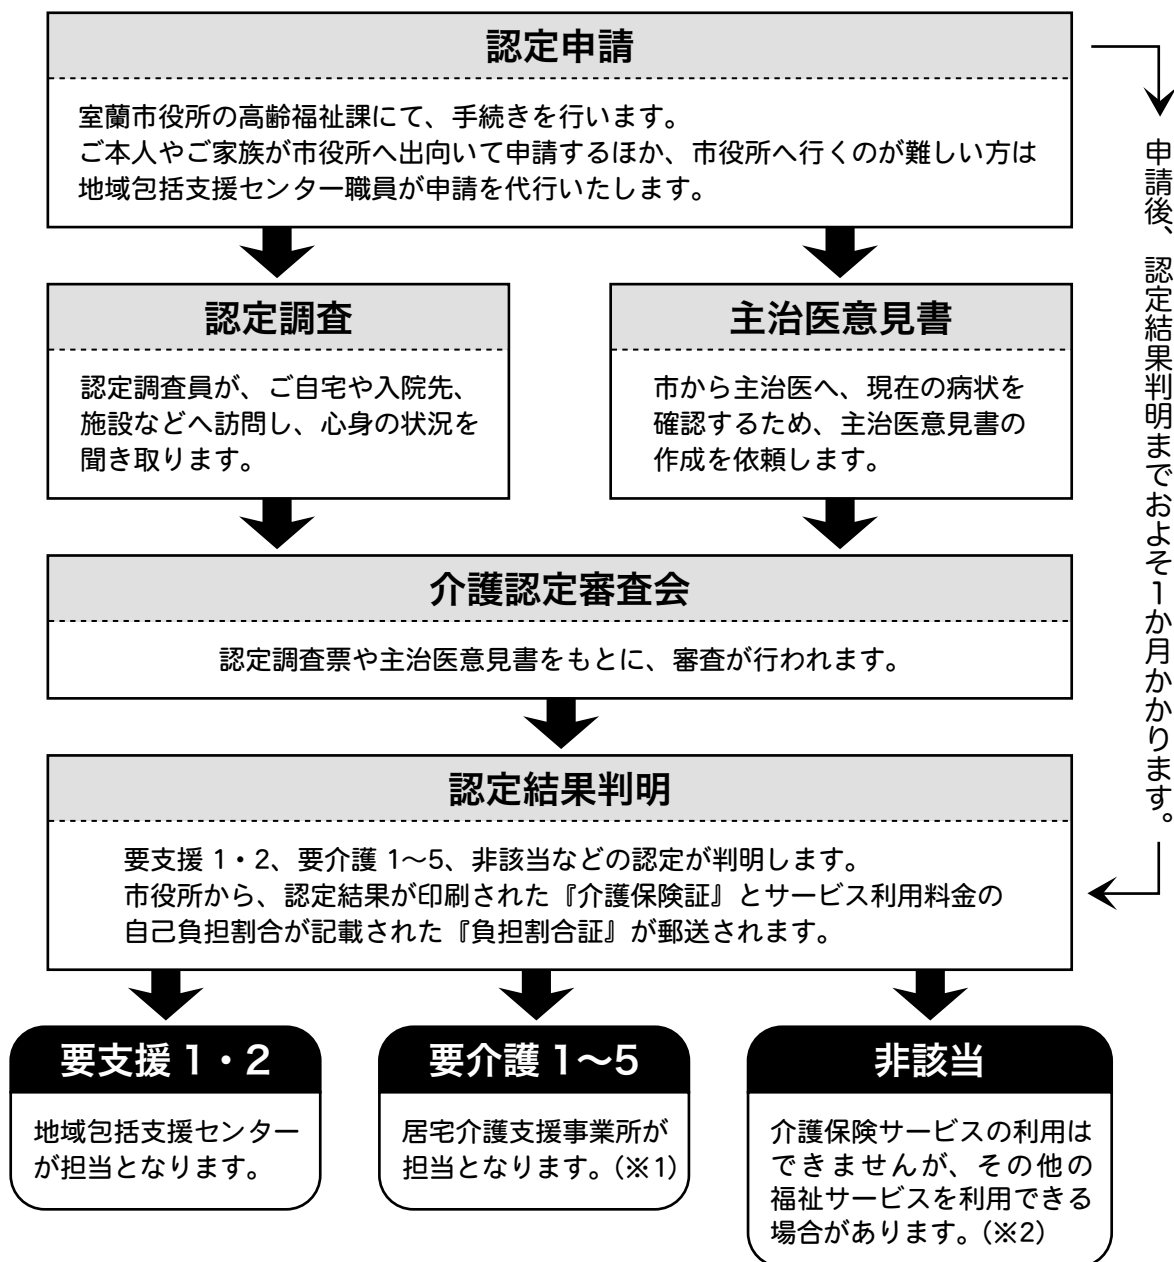 認定申請
室蘭市役所の高齢福祉課にて、手続きを行います。
ご本人やご家族が市役所へ出向いて申請するほか、市役所へ行くのが難しい方は
地域包括支援センター職員が申請を代行いたします。
申請後、認定結果判明までおよそ1か月かかります。
認定調査
認定調査員が、ご自宅や入院先、
施設などへ訪問し、心身の状況を
聞き取ります。
主治医意見書
市から主治医へ、現在の病状を
確認するため、主治医意見書の
作成を依頼します。
介護認定審査会
認定調査票や主治医意見書をもとに、審査が行われます。
認定結果判明
要支援 1・2、要介護 1〜5、非該当などの認定が判明します。
市役所から、認定結果が印刷された『介護保険証』とサービス利用料金の
自己負担割合が記載された『負担割合証』が郵送されます。
要支援 1・2
地域包括支援センター
が担当となります。
要介護 1〜5
居宅介護支援事業所が
担当となります。(※1)
非該当
介護保険サービスの利用は
できませんが、その他の
福祉サービスを利用できる
場合があります。(※2)